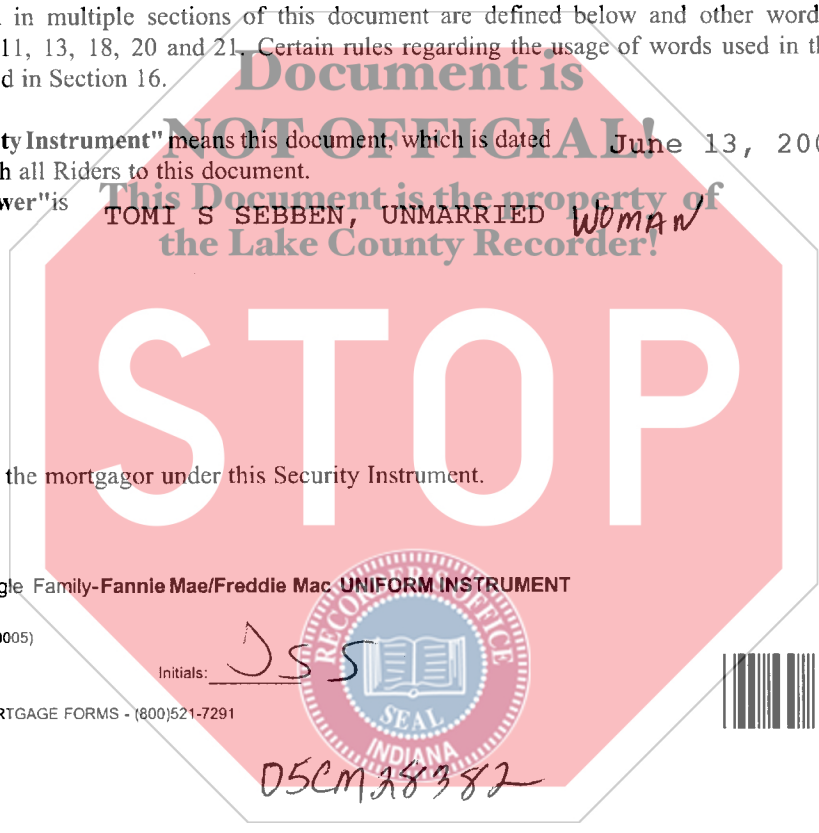 in multiple sections of this document are defined below and other word
11, 13, 18, 20 and 21. Certain rules regarding the usage of words used in th
d in Section 16.
Document is
ty Instrument" means this document, which is dated June 13, 200
NOT OFFICIAL!
h all Riders to this document.
This Document is the property of
wer" is TOMI S SEBBEN, UNMARRIED WOMAN
the Lake County Recorder!
STOP
the mortgagor under this Security Instrument.
gle Family-Fannie Mae/Freddie Mac UNIFORM INSTRUMENT
RECORDER'S OFFICE
0005)
Initials: JSS
RTGAGE FORMS - (800)521-7291
SEAL
INDIANA
05CM28382